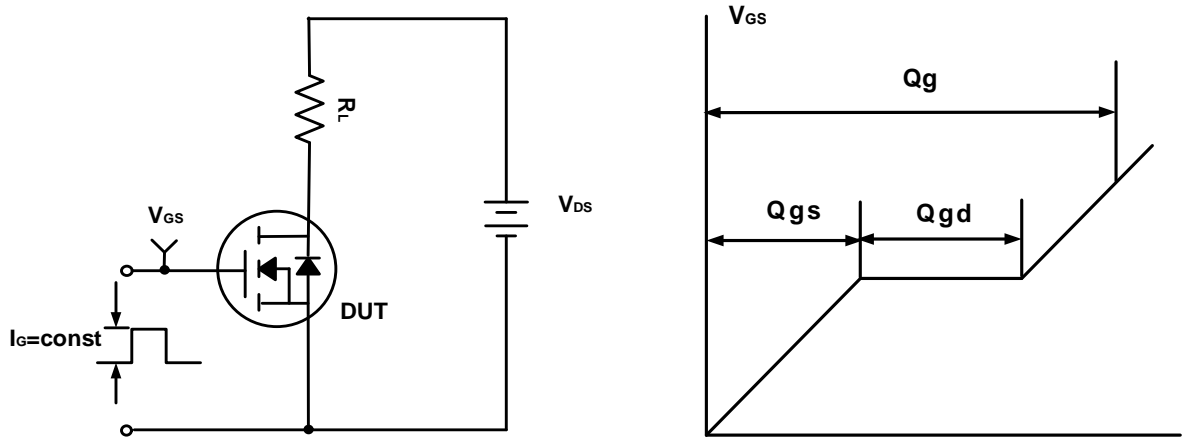 RL
VGS
VDS
DUT
IG=const
VGS
Qg
Qgs
Qgd